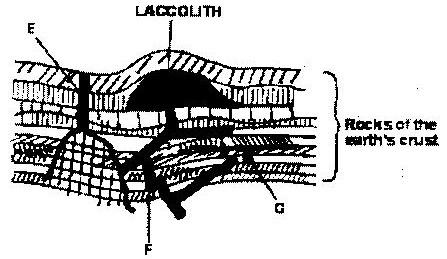 LACCOLITH
E
Rocks of the
earth's crust
G
F